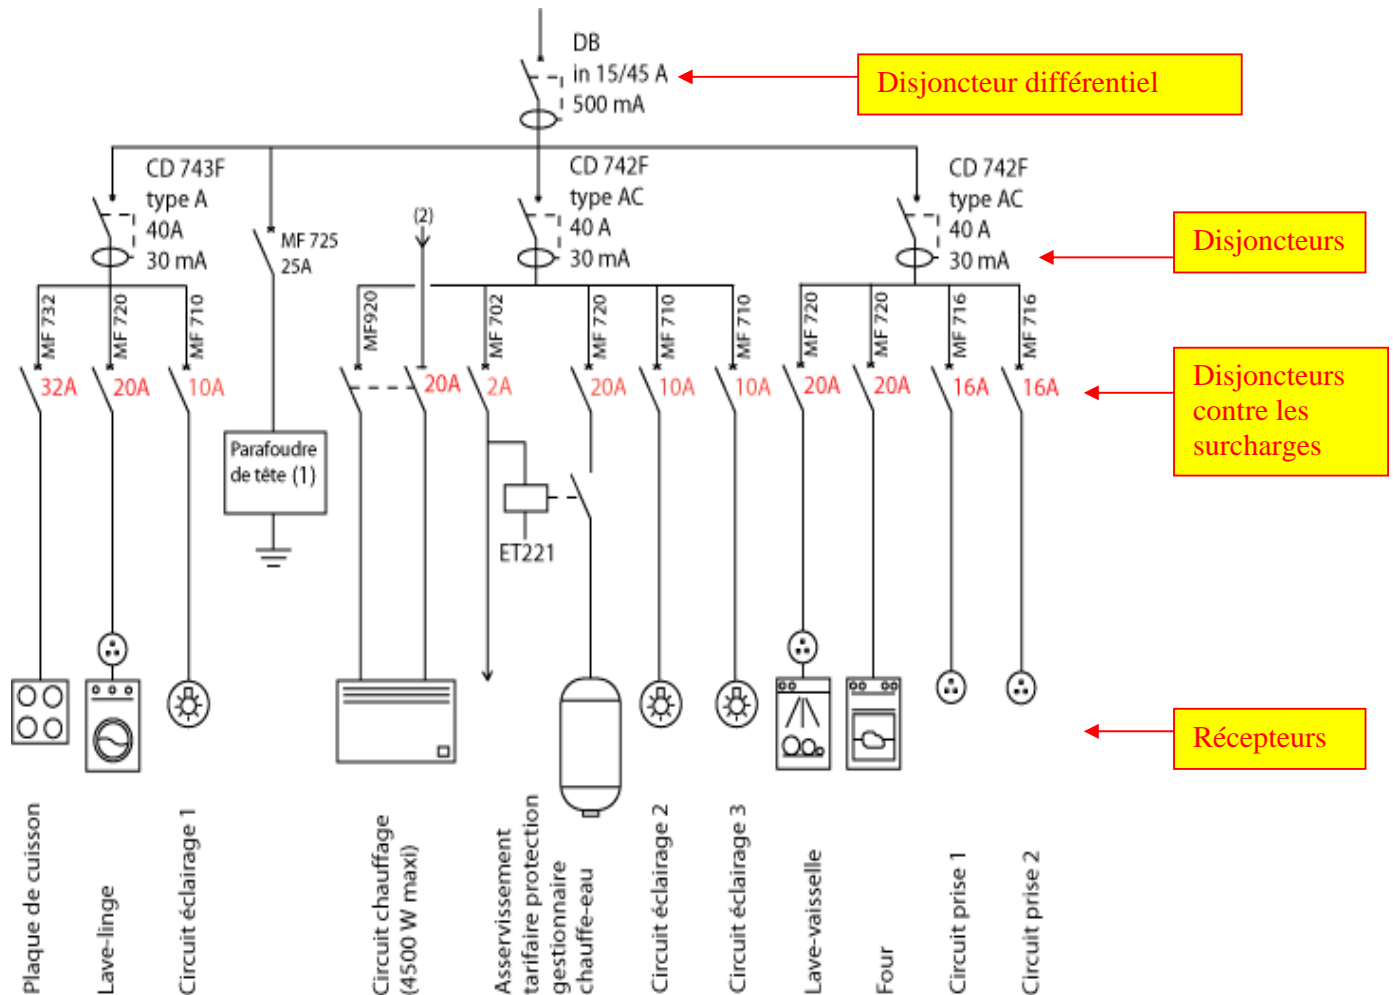 DB
in 15/45 A
500 mA
Disjoncteur différentiel
CD 743F
type A
40A
30 mA
MF 725
25A
(2)
CD 742F
type AC
40 A
30 mA
CD 742F
type AC
40 A
30 mA
Disjoncteurs
MF 732
MF 720
MF 710
MF920
MF 702
MF 720
MF 710
MF 710
MF 720
MF 720
MF 716
MF 716
32A
20A
10A
20A
2A
20A
10A
10A
20A
20A
16A
16A
Disjoncteurs
contre les
surcharges
Parafoudre
de tête (1)
ET221
Récepteurs
Plaque de cuisson
Lave-linge
Circuit éclairage 1
Circuit chauffage
(4500 W maxi)
Asservissement
tarifaire protection
gestionnaire
chauffe-eau
Circuit éclairage 2
Circuit éclairage 3
Lave-vaisselle
Four
Circuit prise 1
Circuit prise 2